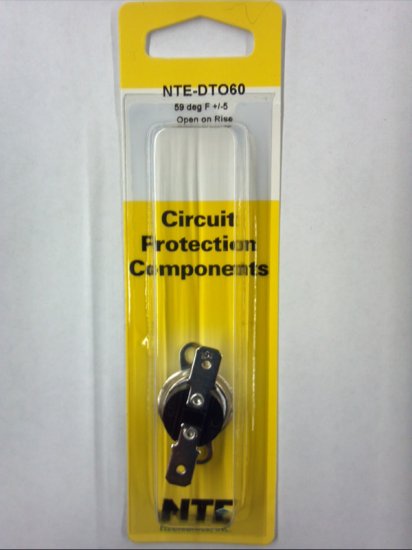 NTE-DTO60
59 deg F +/-5
Open on Rise
Circuit
Protection
Components
NTE